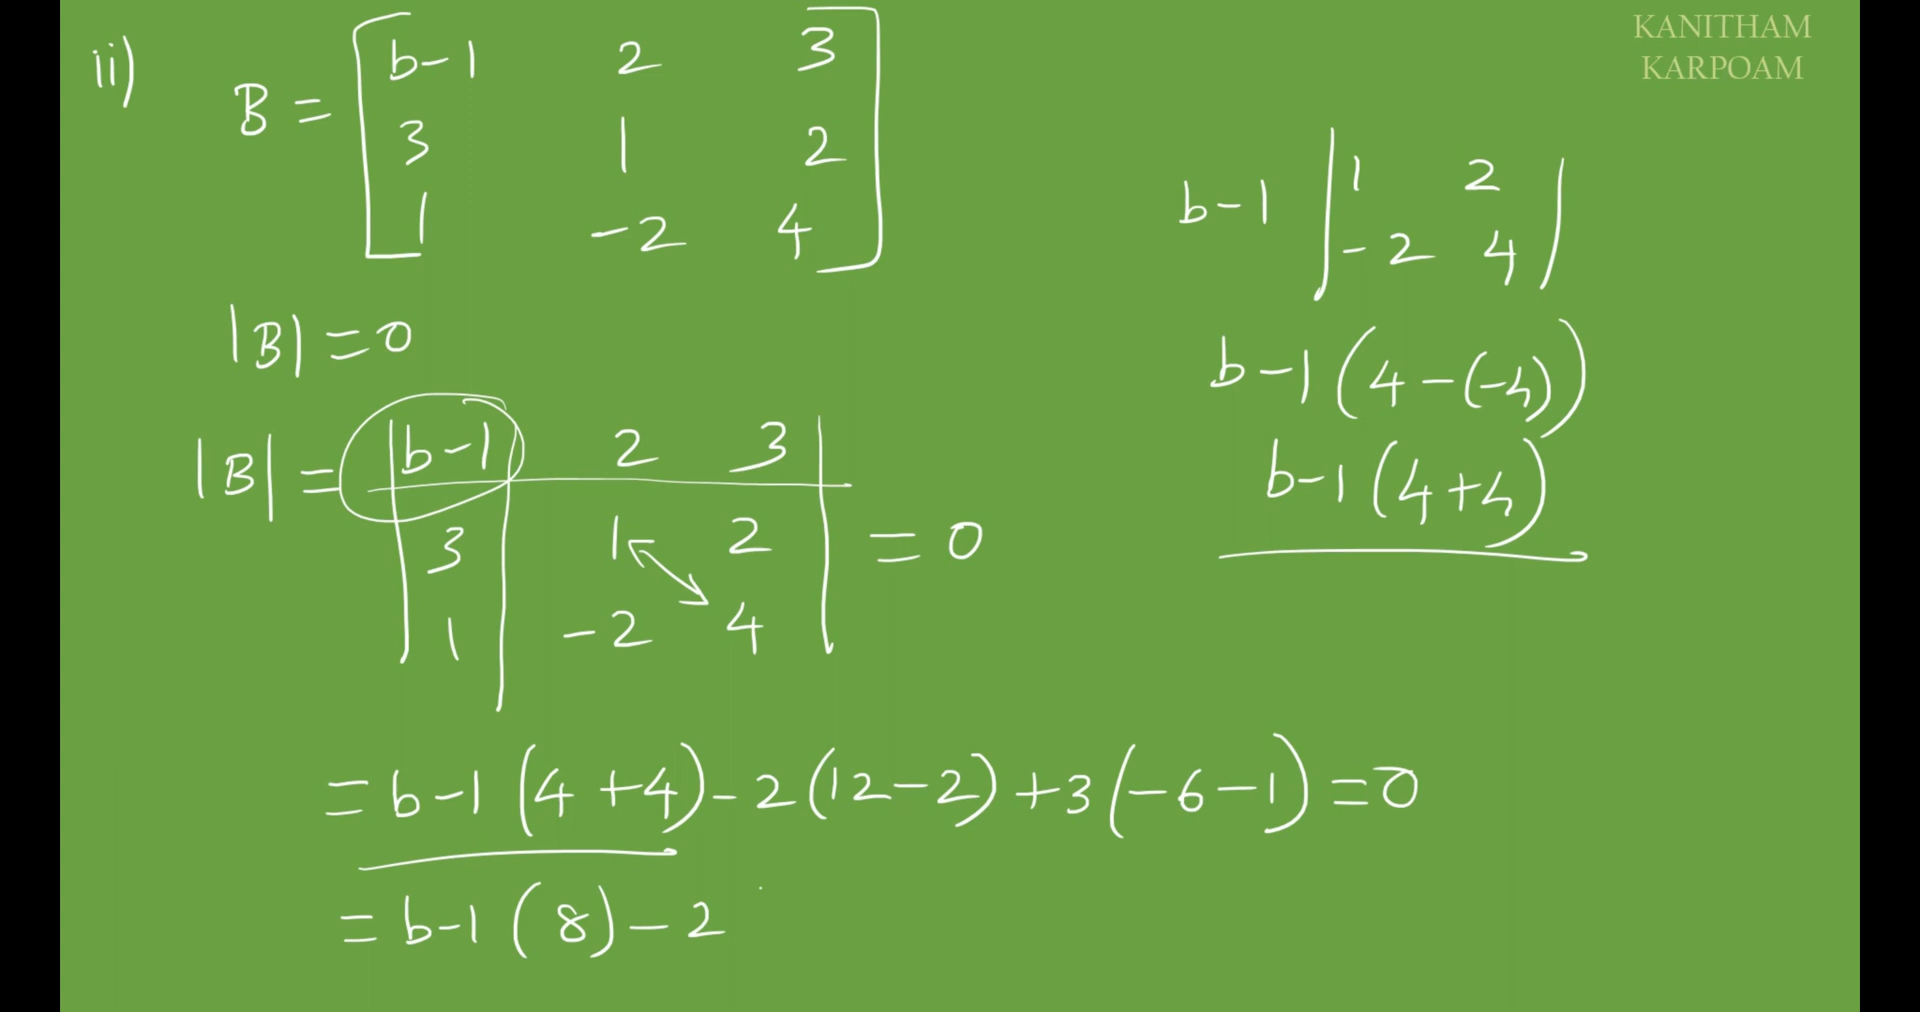 KANITHAM
KARPOAM
ii)
B = [ b-1 2 3
3 1 2
1 -2 4 ]
|B| = 0
|B| = | b-1 2 3 |
3 1 2 = 0
1 -2 4
b-1 | 1 2
-2 4 |
b-1 (4-(-4))
b-1 (4+4)
= b-1 (4+4) - 2 (12-2) + 3 (-6-1) = 0
= b-1 ( 8 ) - 2